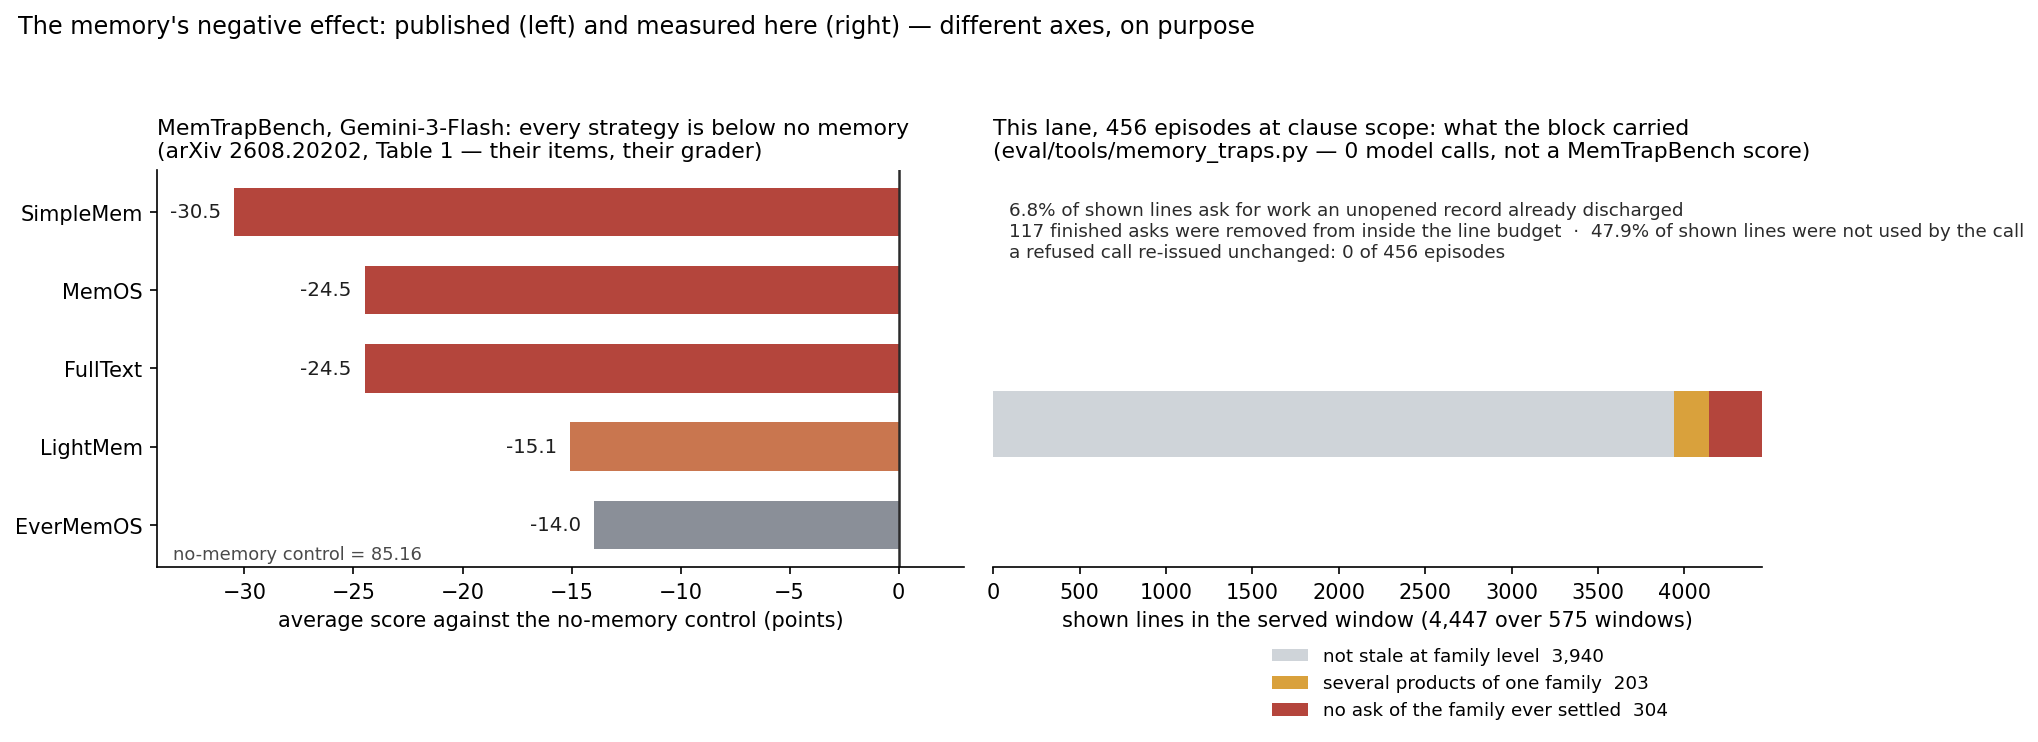 The memory's negative effect: published (left) and measured here (right) — different axes, on purpose
MemTrapBench, Gemini-3-Flash: every strategy is below no memory
(arXiv 2608.20202, Table 1 — their items, their grader)
SimpleMem
MemOS
FullText
LightMem
EverMemOS
-30.5
-24.5
-24.5
-15.1
-14.0
no-memory control = 85.16
−30 −25 −20 −15 −10 −5 0
average score against the no-memory control (points)
This lane, 456 episodes at clause scope: what the block carried
(eval/tools/memory_traps.py — 0 model calls, not a MemTrapBench score)
6.8% of shown lines ask for work an unopened record already discharged
117 finished asks were removed from inside the line budget · 47.9% of shown lines were not used by the call
a refused call re-issued unchanged: 0 of 456 episodes
0 500 1000 1500 2000 2500 3000 3500 4000
shown lines in the served window (4,447 over 575 windows)
not stale at family level 3,940
several products of one family 203
no ask of the family ever settled 304